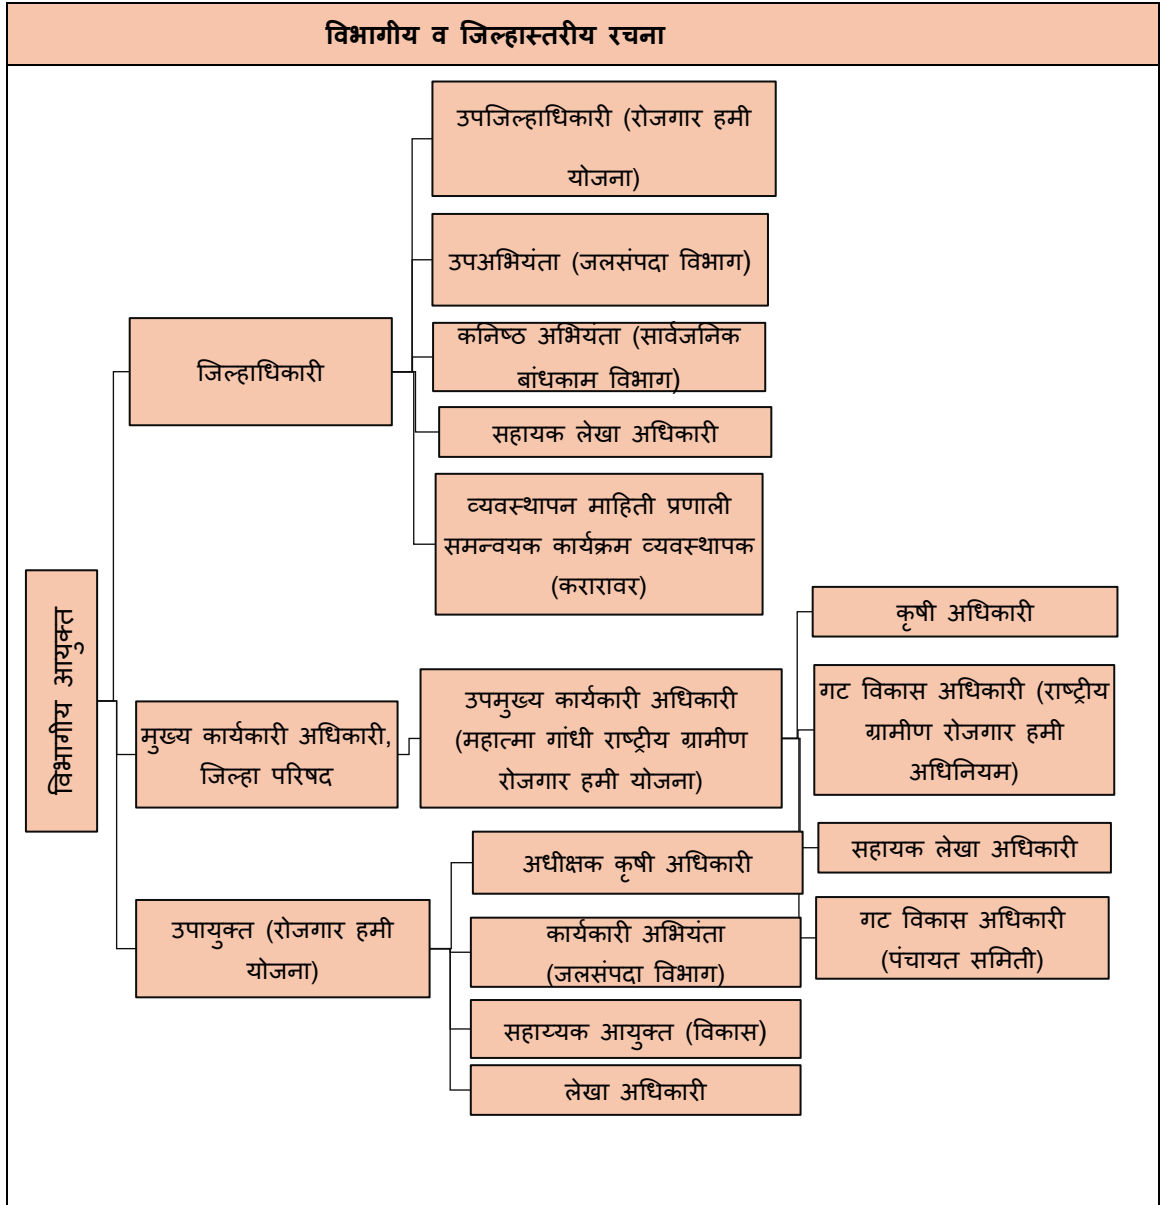 विभागीय व जिल्हास्तरीय रचना
उपजिल्हाधिकारी (रोजगार हमी
योजना)
उपअभियंता (जलसंपदा विभाग)
कनिष्ठ अभियंता (सार्वजनिक
बांधकाम विभाग)
जिल्हाधिकारी
सहायक लेखा अधिकारी
व्यवस्थापन माहिती प्रणाली
समन्वयक कार्यक्रम व्यवस्थापक
(करारावर)
विभागीय आयुक्त
मुख्य कार्यकारी अधिकारी,
जिल्हा परिषद
उपमुख्य कार्यकारी अधिकारी
(महात्मा गांधी राष्ट्रीय ग्रामीण
रोजगार हमी योजना)
कृषी अधिकारी
गट विकास अधिकारी (राष्ट्रीय
ग्रामीण रोजगार हमी
अधिनियम)
सहायक लेखा अधिकारी
गट विकास अधिकारी
(पंचायत समिती)
उपायुक्त (रोजगार हमी
योजना)
अधीक्षक कृषी अधिकारी
कार्यकारी अभियंता
(जलसंपदा विभाग)
सहाय्यक आयुक्त (विकास)
लेखा अधिकारी